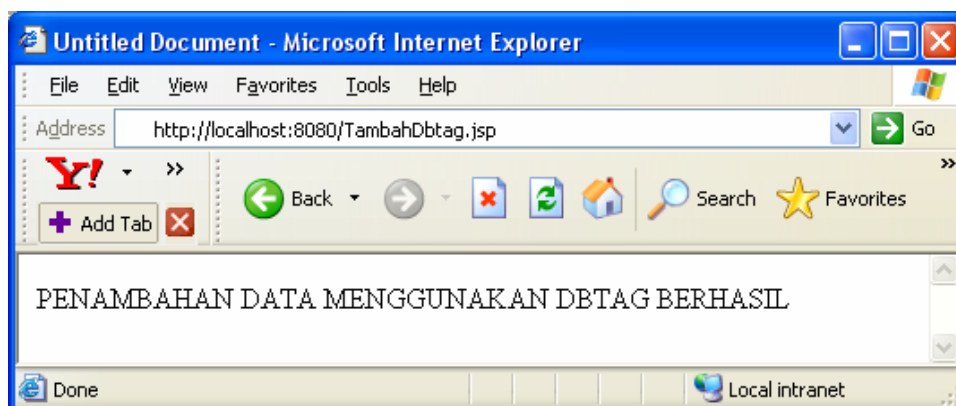 Untitled Document - Microsoft Internet Explorer
File Edit View Favorites Tools Help
Address http://localhost:8080/TambahDbtag.jsp Go
Y! »
Back Search Favorites »
Add Tab
PENAMBAHAN DATA MENGGUNAKAN DBTAG BERHASIL
Done Local intranet